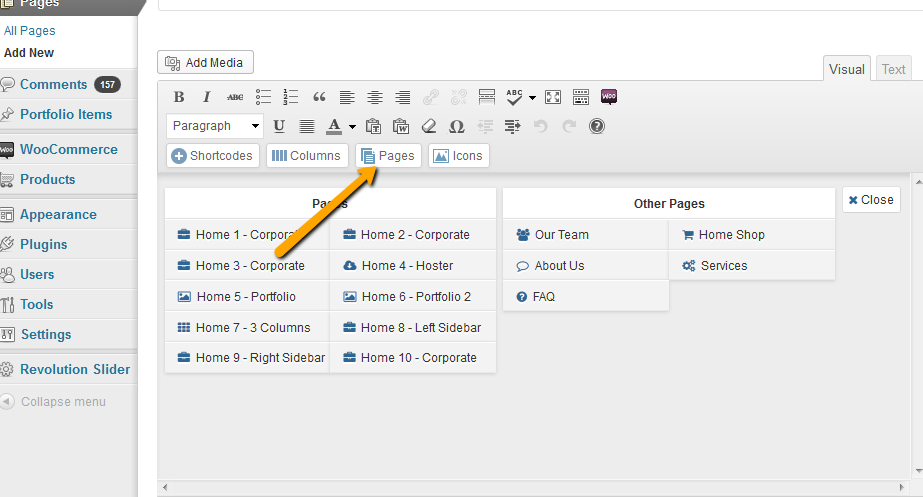 Pages
All Pages
Add New
Comments 157
Portfolio Items
WooCommerce
Products
Appearance
Plugins
Users
Tools
Settings
Revolution Slider
Collapse menu
Add Media
Visual Text
B I ABC ABC WOO
Paragraph U A T W Ω ?
Shortcodes Columns Pages Icons
Pages Other Pages Close
Home 1 - Corporate Home 2 - Corporate Our Team Home Shop
Home 3 - Corporate Home 4 - Hoster About Us Services
Home 5 - Portfolio Home 6 - Portfolio 2 FAQ
Home 7 - 3 Columns Home 8 - Left Sidebar
Home 9 - Right Sidebar Home 10 - Corporate